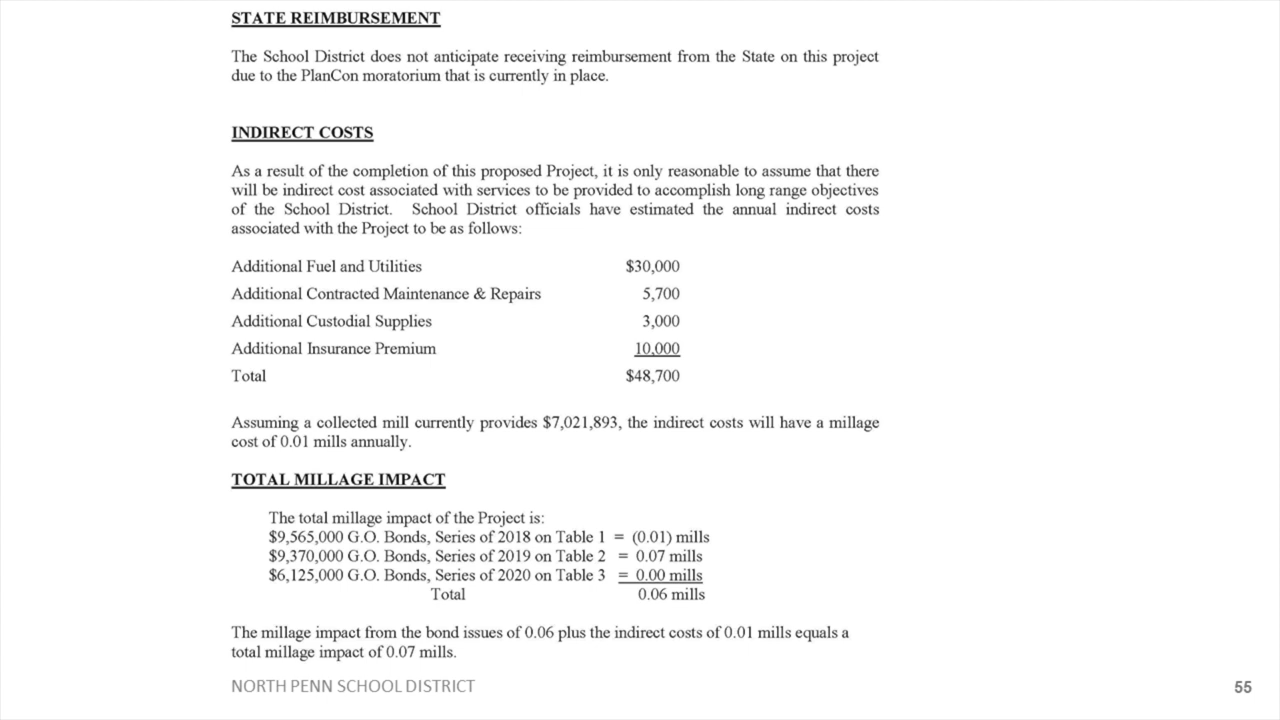 STATE REIMBURSEMENT
The School District does not anticipate receiving reimbursement from the State on this project
due to the PlanCon moratorium that is currently in place.
INDIRECT COSTS
As a result of the completion of this proposed Project, it is only reasonable to assume that there
will be indirect cost associated with services to be provided to accomplish long range objectives
of the School District. School District officials have estimated the annual indirect costs
associated with the Project to be as follows:
Additional Fuel and Utilities $30,000
Additional Contracted Maintenance & Repairs 5,700
Additional Custodial Supplies 3,000
Additional Insurance Premium 10,000
Total $48,700
Assuming a collected mill currently provides $7,021,893, the indirect costs will have a millage
cost of 0.01 mills annually.
TOTAL MILLAGE IMPACT
The total millage impact of the Project is:
$9,565,000 G.O. Bonds, Series of 2018 on Table 1 = (0.01) mills
$9,370,000 G.O. Bonds, Series of 2019 on Table 2 = 0.07 mills
$6,125,000 G.O. Bonds, Series of 2020 on Table 3 = 0.00 mills
Total 0.06 mills
The millage impact from the bond issues of 0.06 plus the indirect costs of 0.01 mills equals a
total millage impact of 0.07 mills.
NORTH PENN SCHOOL DISTRICT 55